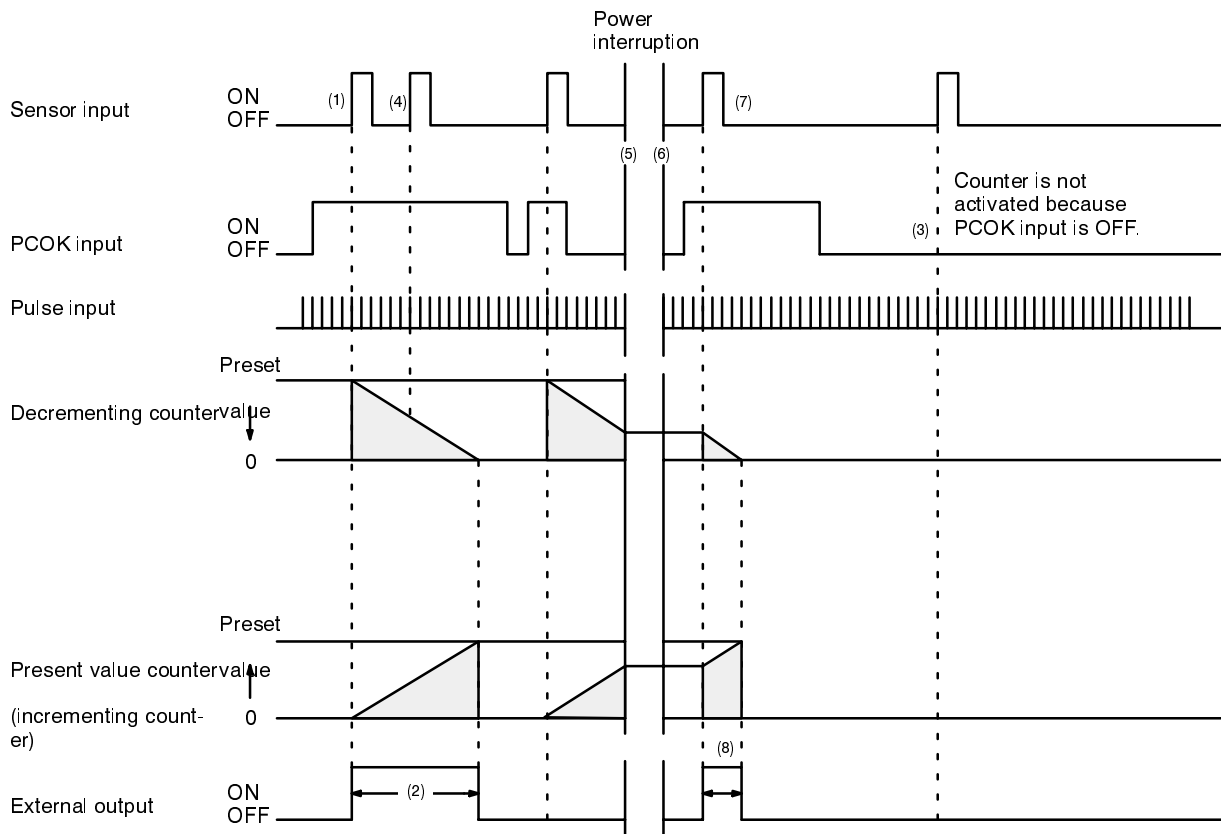 Power
interruption
Sensor input
ON
OFF
(1)
(4)
(7)
(5)
(6)
PCOK input
ON
OFF
(3)
Counter is not
activated because
PCOK input is OFF.
Pulse input
Preset
Decrementing counter
value
0
Preset
Present value counter
value
(incrementing count-
er)
0
(8)
External output
ON
OFF
(2)